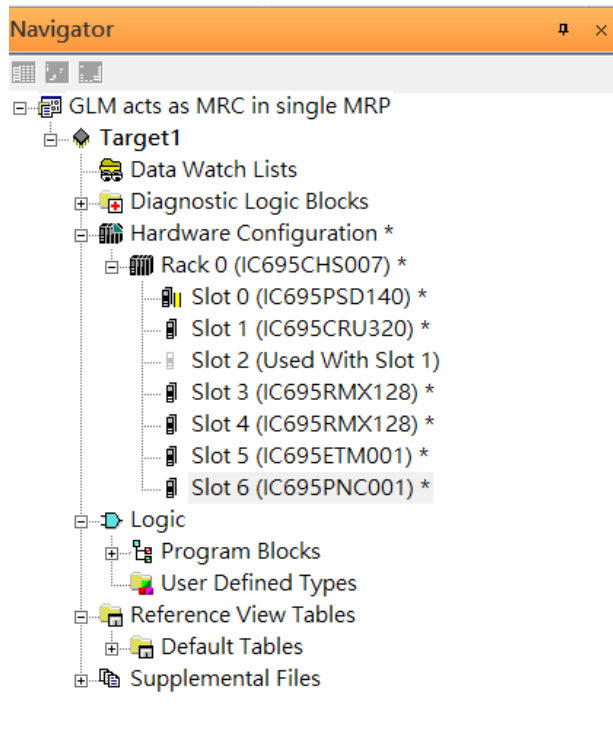 Navigator
GLM acts as MRC in single MRP
Target1
Data Watch Lists
Diagnostic Logic Blocks
Hardware Configuration *
Rack 0 (IC695CHS007) *
Slot 0 (IC695PSD140) *
Slot 1 (IC695CRU320) *
Slot 2 (Used With Slot 1)
Slot 3 (IC695RMX128) *
Slot 4 (IC695RMX128) *
Slot 5 (IC695ETM001) *
Slot 6 (IC695PNC001) *
Logic
Program Blocks
User Defined Types
Reference View Tables
Default Tables
Supplemental Files